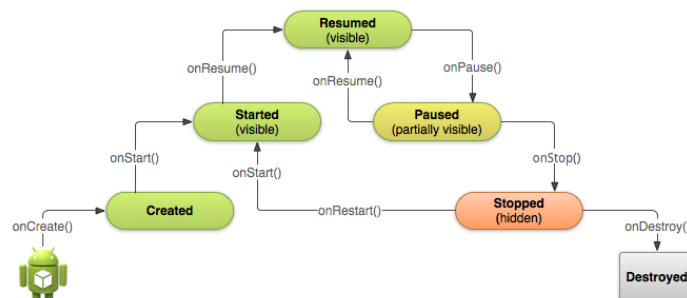 Resumed
(visible)
onResume()
onResume()
onPause()
Started
(visible)
Paused
(partially visible)
onStart()
onStart()
onStop()
Created
onRestart()
Stopped
(hidden)
onCreate()
onDestroy()
Destroyed